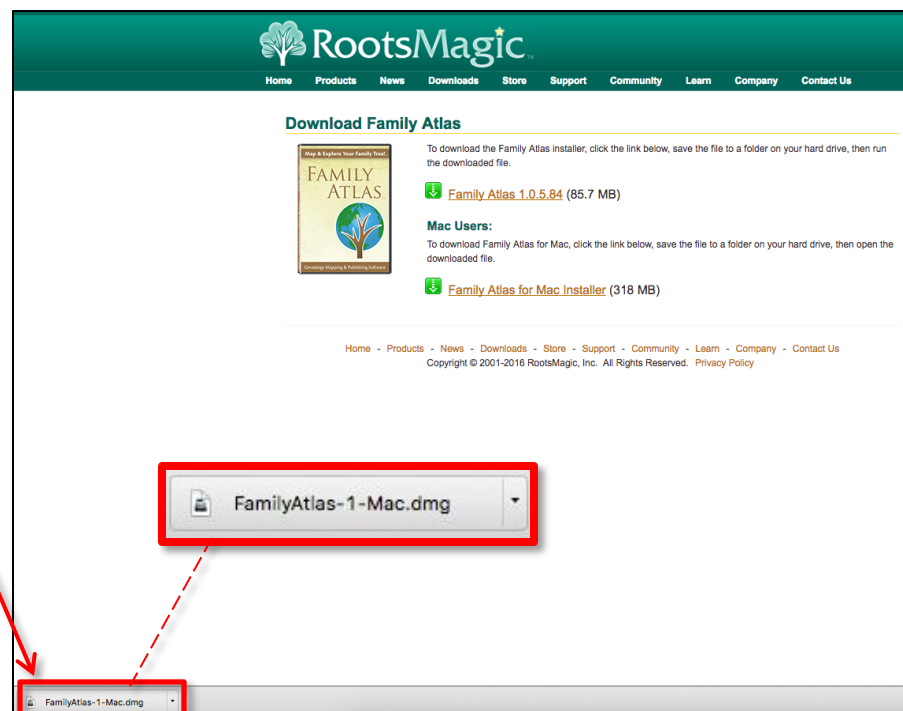 RootsMagic™
Home Products News Downloads Store Support Community Learn Company Contact Us
Download Family Atlas
Map & Explore Your Family Tree!
FAMILY
ATLAS
Genealogy Mapping & Publishing Software
To download the Family Atlas installer, click the link below, save the file to a folder on your hard drive, then run
the downloaded file.
Family Atlas 1.0.5.84 (85.7 MB)
Mac Users:
To download Family Atlas for Mac, click the link below, save the file to a folder on your hard drive, then open the
downloaded file.
Family Atlas for Mac Installer (318 MB)
Home - Products - News - Downloads - Store - Support - Community - Learn - Company - Contact Us
Copyright © 2001-2016 RootsMagic, Inc. All Rights Reserved. Privacy Policy
FamilyAtlas-1-Mac.dmg
FamilyAtlas-1-Mac.dmg